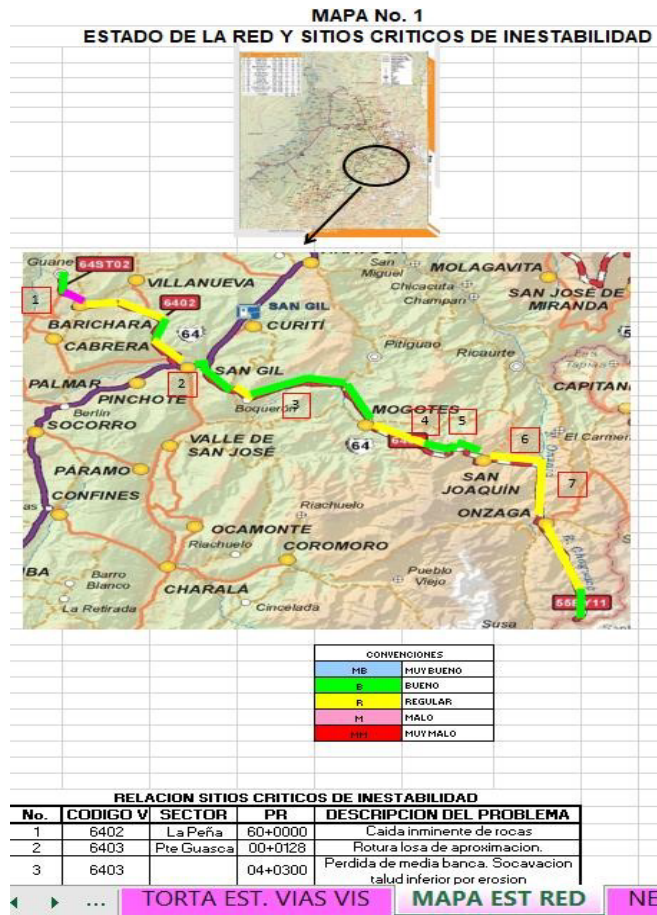 MAPA No. 1
ESTADO DE LA RED Y SITIOS CRITICOS DE INESTABILIDAD
Guane
64ST02
San Miguel
MOLAGAVITA
VILLANUEVA
Chicacuta
Champan
SAN JOSÉ DE MIRANDA
1
6402
SAN GIL
BARICHARA
64
CURITÍ
CABRERA
Pitiguao
Ricaurte
SAN GIL
PALMAR
2
CAPITAN
PINCHOTE
Berlín
Boquerón
3
MOGOTES
4
5
6
El Carmen
SOCORRO
VALLE DE SAN JOSÉ
64
PÁRAMO
SAN JOAQUÍN
7
CONFINES
ONZAGA
Riachuelo
OCAMONTE
Riachuelo
COROMORO
Barro Blanco
CHARALÁ
Pueblo Viejo
La Retirada
Cincelada
Susa
CONVENCIONES
MB MUY BUENO
B BUENO
R REGULAR
M MALO
MM MUY MALO
RELACION SITIOS CRITICOS DE INESTABILIDAD
No. CODIGO V SECTOR PR DESCRIPCION DEL PROBLEMA
1 6402 La Peña 60+0000 Caida inminente de rocas
2 6403 Pte Guasca 00+0128 Rotura losa de aproximacion.
3 6403 04+0300 Perdida de media banca. Socavacion
talud inferior por erosion
... TORTA EST. VIAS VIS MAPA EST RED NE